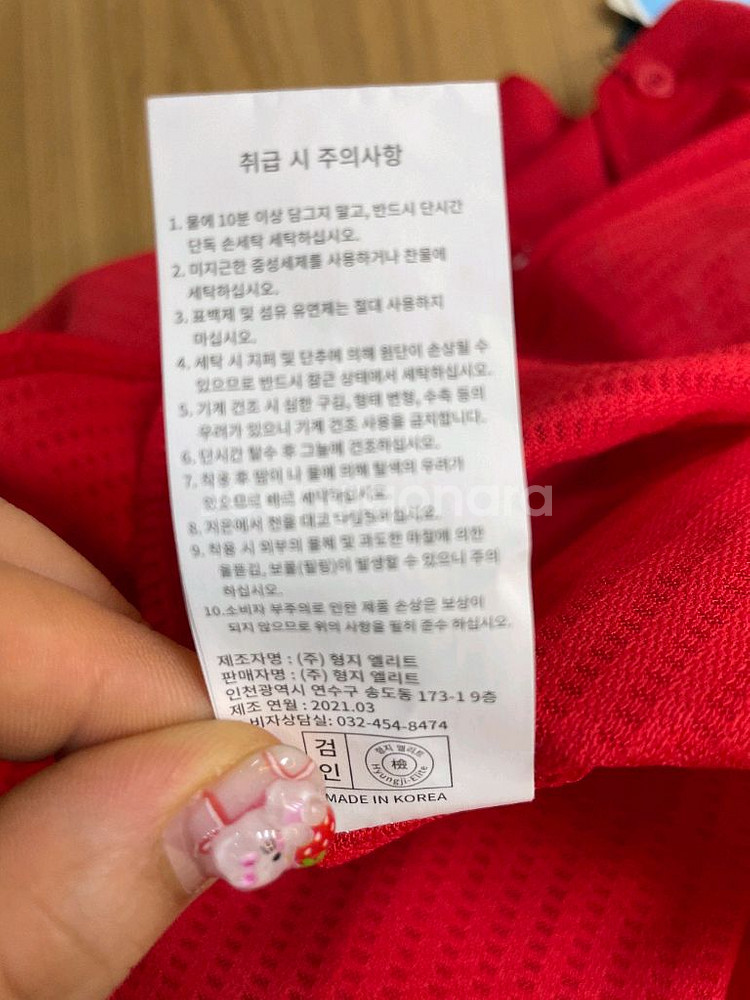 취급 시 주의사항
1. 물에 10분 이상 담그지 말고, 반드시 단시간
단독 손세탁 세탁하십시오.
2. 미지근한 중성세제를 사용하거나 찬물에
세탁하십시오.
3. 표백제 및 섬유 유연제는 절대 사용하지
마십시오.
4. 세탁 시 지퍼 및 단추에 의해 원단이 손상될 수
있으므로 반드시 잠근 상태에서 세탁하십시오.
5. 기계 건조 시 심한 구김, 형태 변형, 수축 등의
우려가 있으니 기계 건조 사용을 금지합니다.
6. 단시간 탈수 후 그늘에 건조하십시오.
7. 착용 후 땀이나 물에 의해 탈색의 우려가
있으므로 바로 세탁하십시오.
8. 저온에서 천을 대고 다림질하십시오.
9. 착용 시 외부의 물체 및 과도한 마찰에 의한
올뜯김, 보풀(필링)이 발생할 수 있으니 주의
하십시오.
10.소비자 부주의로 인한 제품 손상은 보상이
되지 않으므로 위의 사항을 필히 준수 하십시오.
제조자명 : (주) 형지 엘리트
판매자명 : (주) 형지 엘리트
인천광역시 연수구 송도동 173-1 9층
제조 연월 : 2021.03
비자상담실: 032-454-8474
검인
형지 엘리트
檢
Hyungji-Elite
MADE IN KOREA